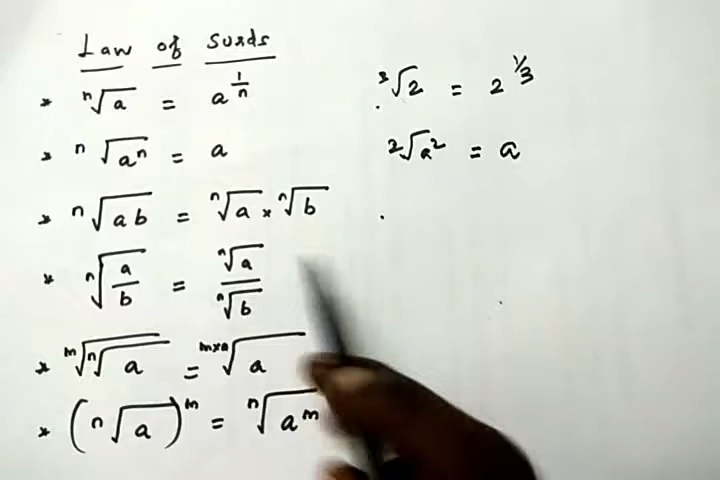 Law of Surds
* ⁿ√a = a^(1/n)
* ⁿ√(aⁿ) = a
* ⁿ√(ab) = ⁿ√a × ⁿ√b
* ⁿ√(a/b) = ⁿ√a / ⁿ√b
* ᵐ√(ⁿ√a) = ᵐˣⁿ√a
* (ⁿ√a)ᵐ = ⁿ√(aᵐ)
³√2 = 2^(1/3)
²√(a²) = a